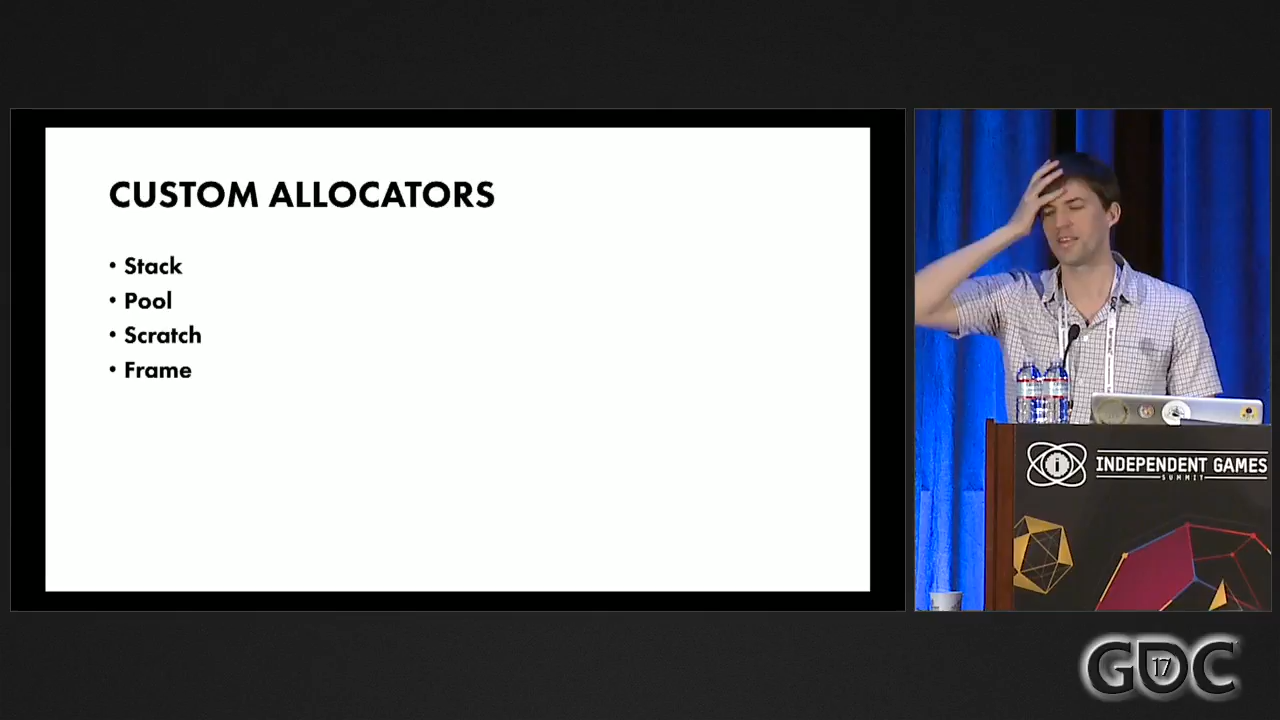 CUSTOM ALLOCATORS
• Stack
• Pool
• Scratch
• Frame
INDEPENDENT GAMES
SUMMIT
GDC
17